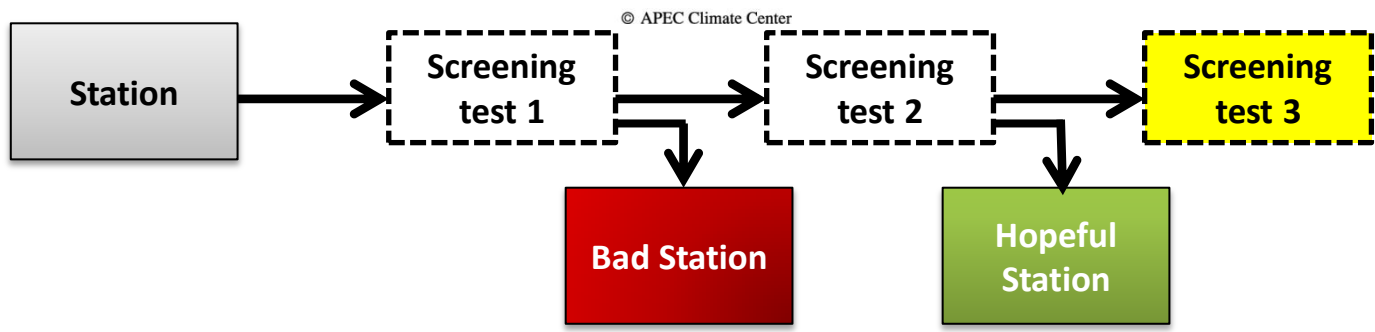 © APEC Climate Center
Station
Screening
test 1
Screening
test 2
Screening
test 3
Bad Station
Hopeful
Station